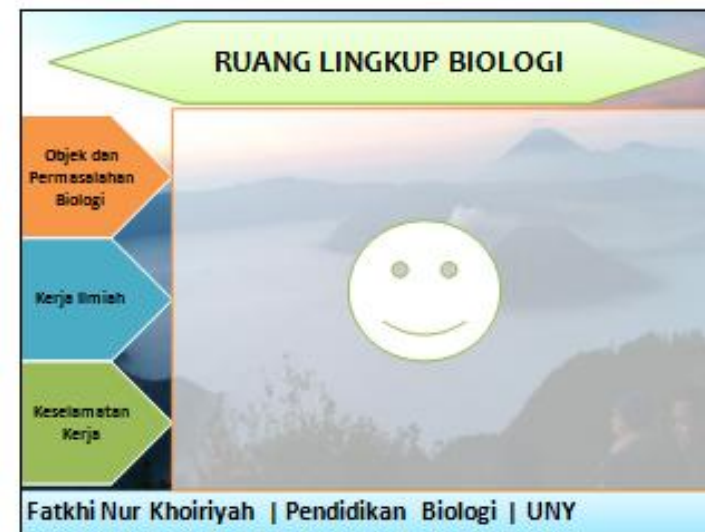 RUANG LINGKUP BIOLOGI
Objek dan
Permasalahan
Biologi
Kerja Ilmiah
Keselamatan
Kerja
Fatkhi Nur Khoiriyah | Pendidikan Biologi | UNY